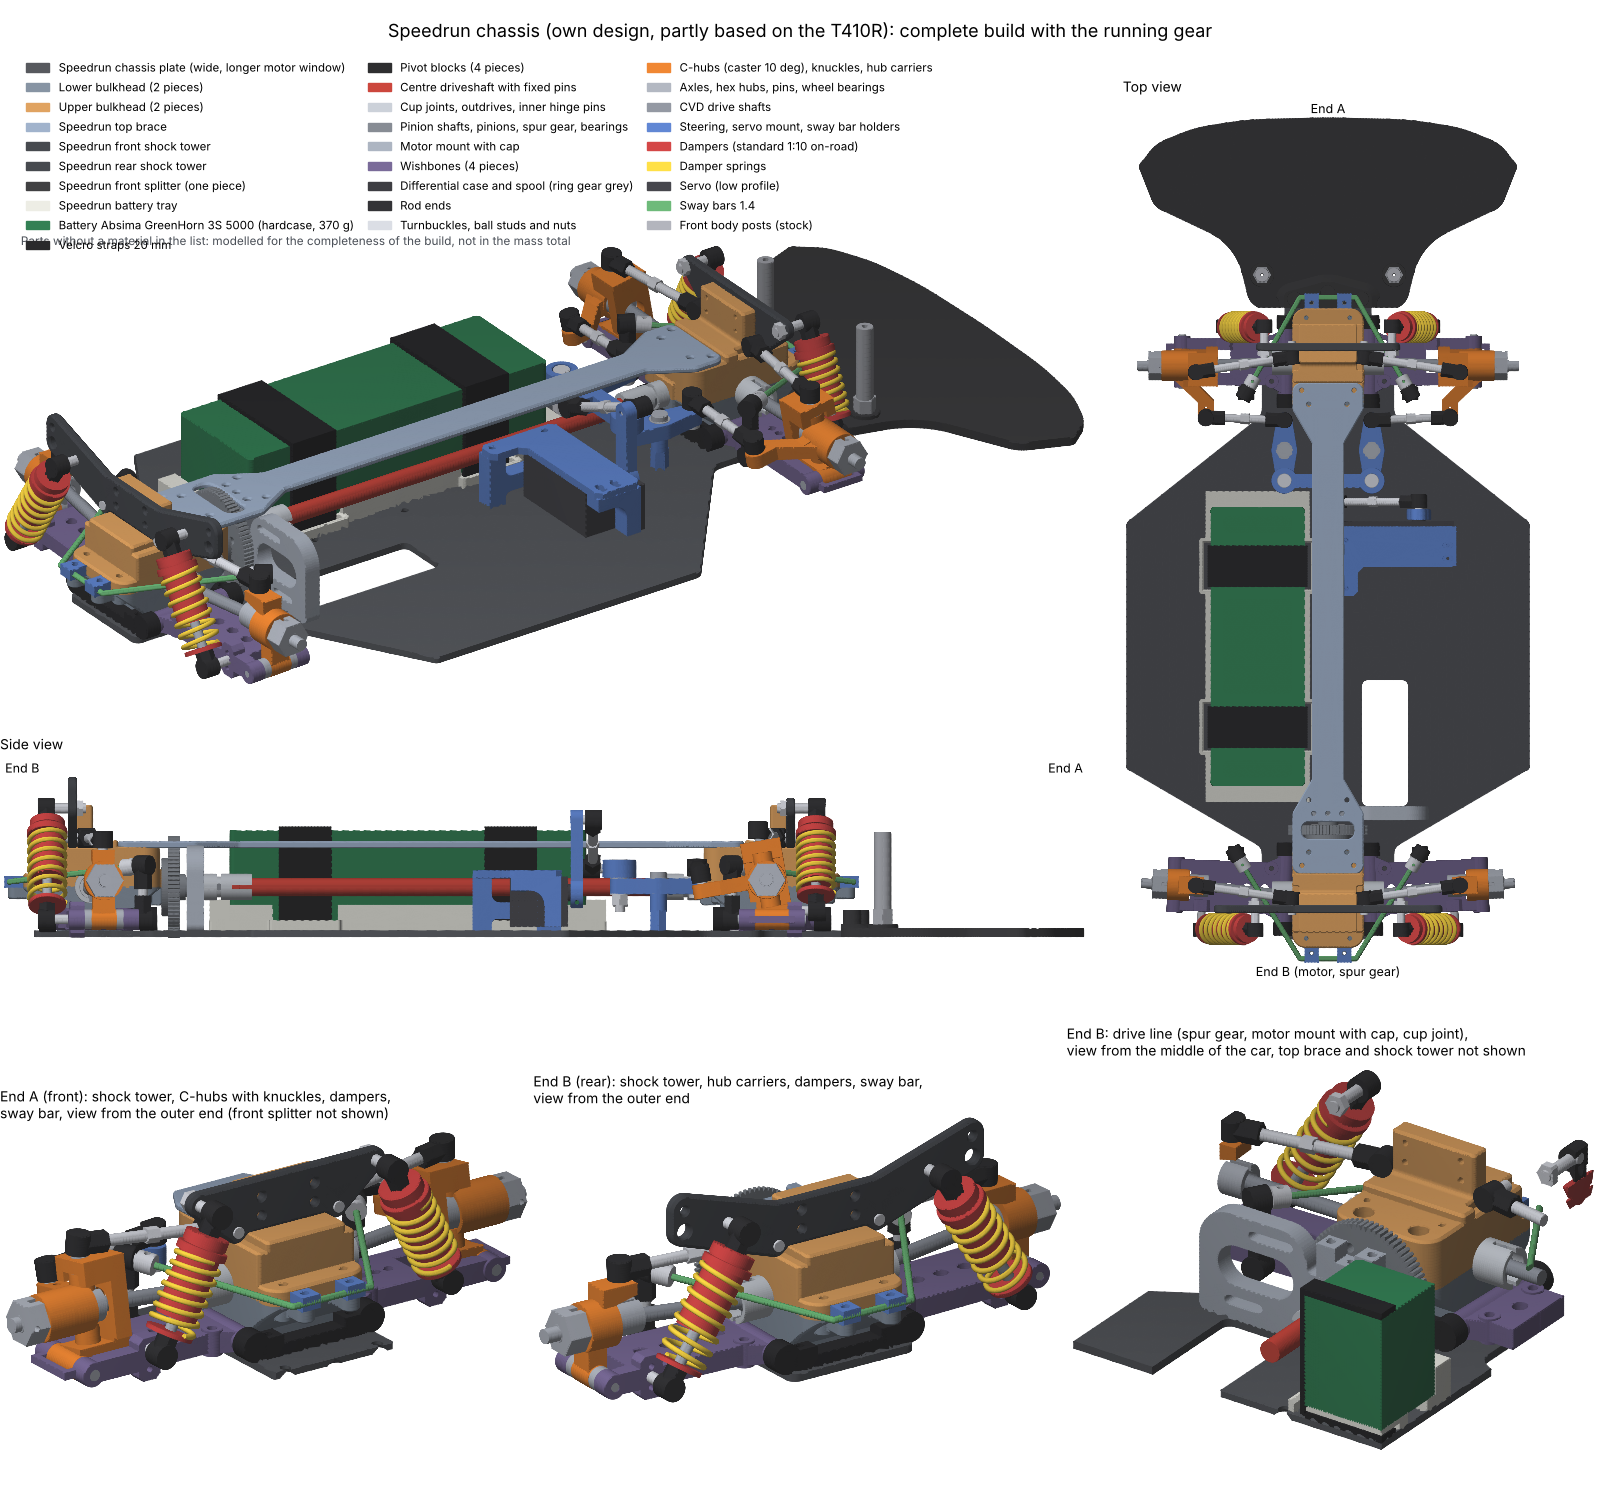 Speedrun chassis (own design, partly based on the T410R): complete build with the running gear
Speedrun chassis plate (wide, longer motor window)
Lower bulkhead (2 pieces)
Upper bulkhead (2 pieces)
Speedrun top brace
Speedrun front shock tower
Speedrun rear shock tower
Speedrun front splitter (one piece)
Speedrun battery tray
Battery Absima GreenHorn 3S 5000 (hardcase, 370 g)
Velcro straps 20 mm
Pivot blocks (4 pieces)
Centre driveshaft with fixed pins
Cup joints, outdrives, inner hinge pins
Pinion shafts, pinions, spur gear, bearings
Motor mount with cap
Wishbones (4 pieces)
Differential case and spool (ring gear grey)
Rod ends
Turnbuckles, ball studs and nuts
C-hubs (caster 10 deg), knuckles, hub carriers
Axles, hex hubs, pins, wheel bearings
CVD drive shafts
Steering, servo mount, sway bar holders
Dampers (standard 1:10 on-road)
Damper springs
Servo (low profile)
Sway bars 1.4
Front body posts (stock)
Parts without a material in the list: modelled for the completeness of the build, not in the mass total
Top view
End A
End B (motor, spur gear)
Side view
End B
End A
End A (front): shock tower, C-hubs with knuckles, dampers,
sway bar, view from the outer end (front splitter not shown)
End B (rear): shock tower, hub carriers, dampers, sway bar,
view from the outer end
End B: drive line (spur gear, motor mount with cap, cup joint),
view from the middle of the car, top brace and shock tower not shown